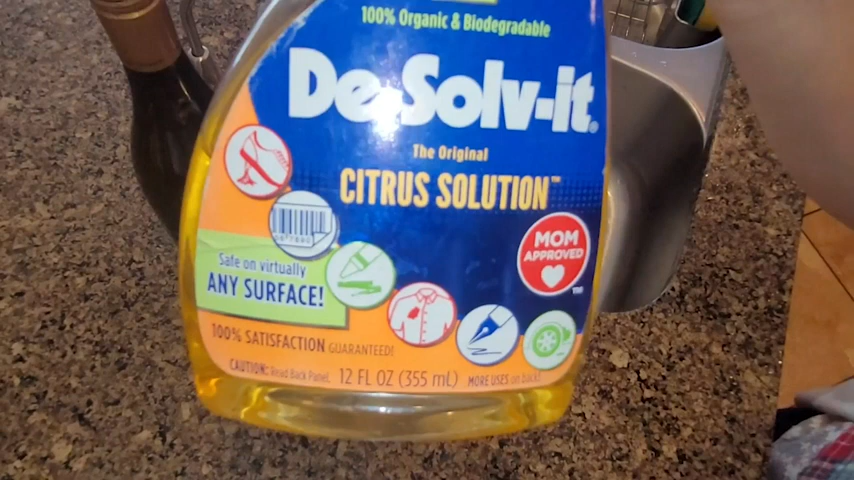 100% Organic & Biodegradable
De-Solv-it®
The Original
CITRUS SOLUTION™
MOM
APPROVED
TM
Safe on virtually
ANY SURFACE!
100% SATISFACTION GUARANTEED!
CAUTION: Read Back Panel. 12 FL OZ (355 mL) MORE USES on back!